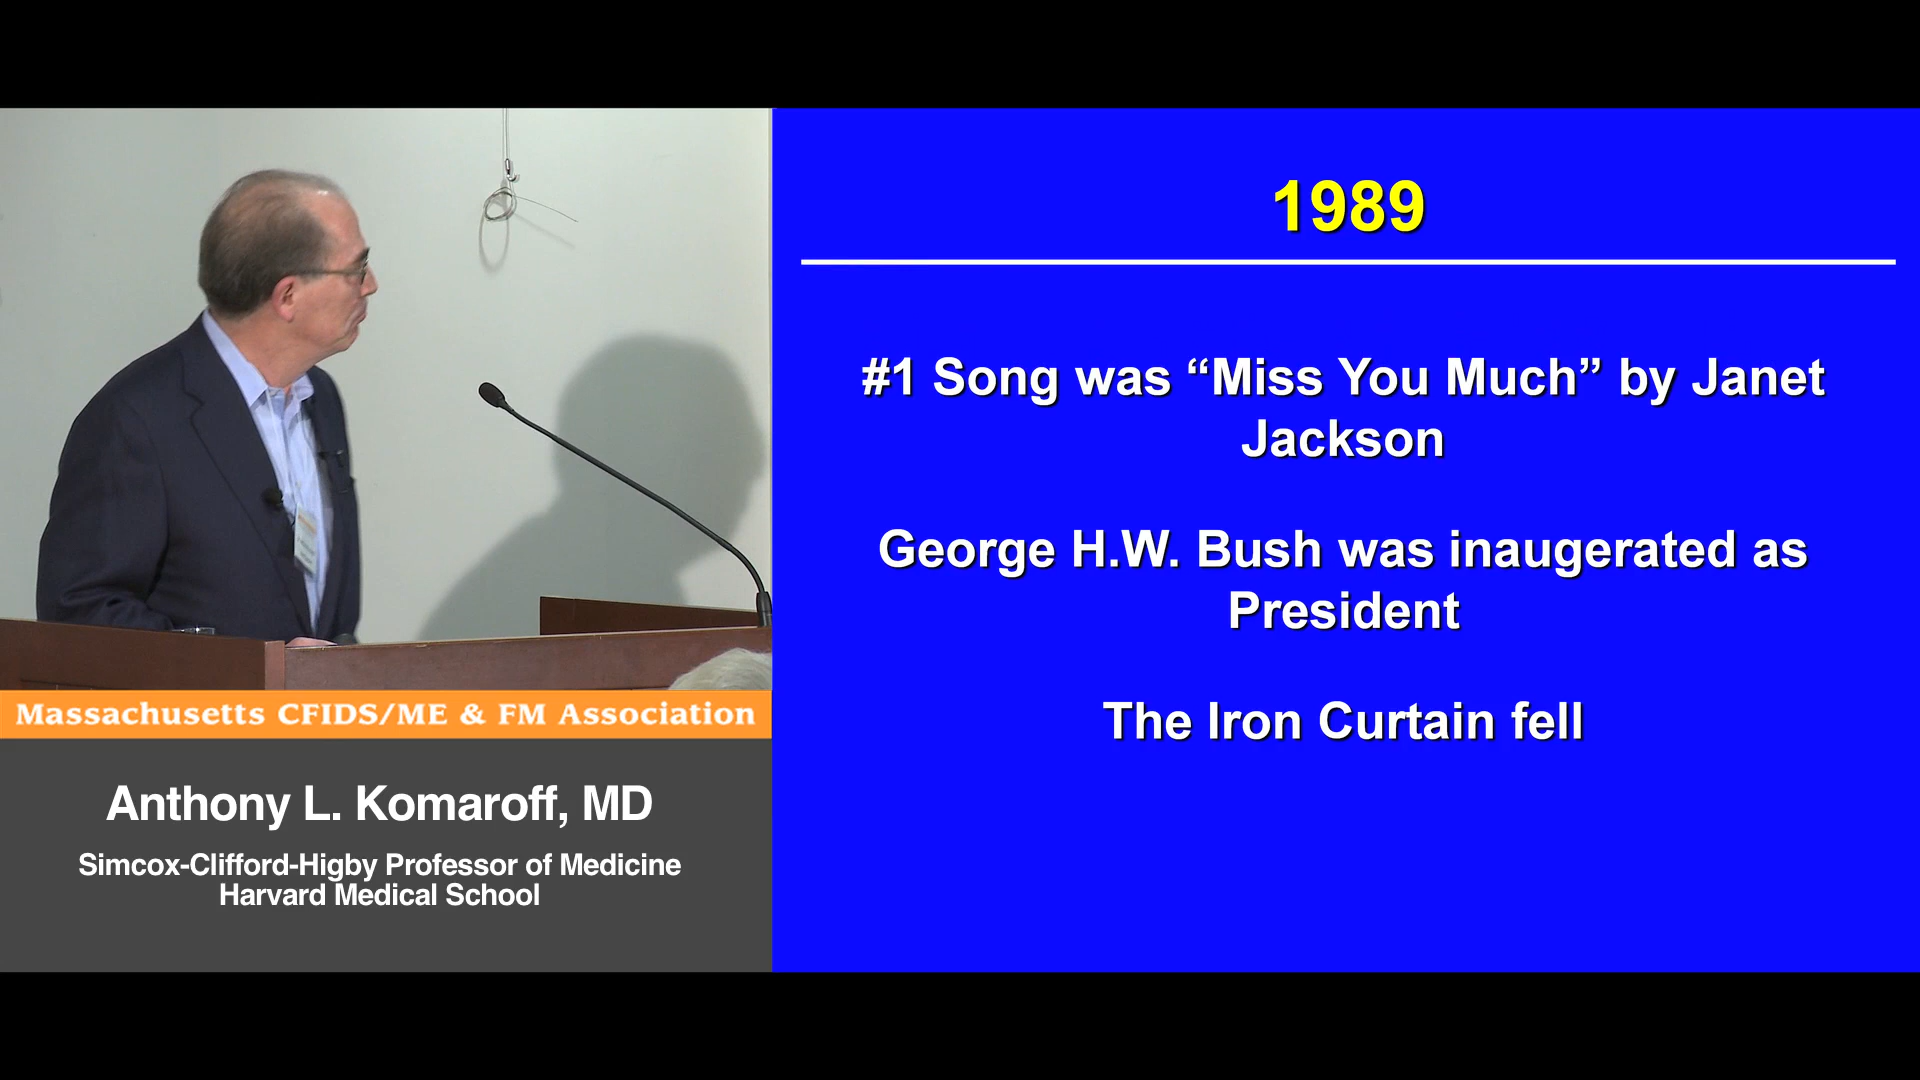 1989
#1 Song was “Miss You Much” by Janet
Jackson
George H.W. Bush was inaugerated as
President
The Iron Curtain fell
Massachusetts CFIDS/ME & FM Association
Anthony L. Komaroff, MD
Simcox-Clifford-Higby Professor of Medicine
Harvard Medical School